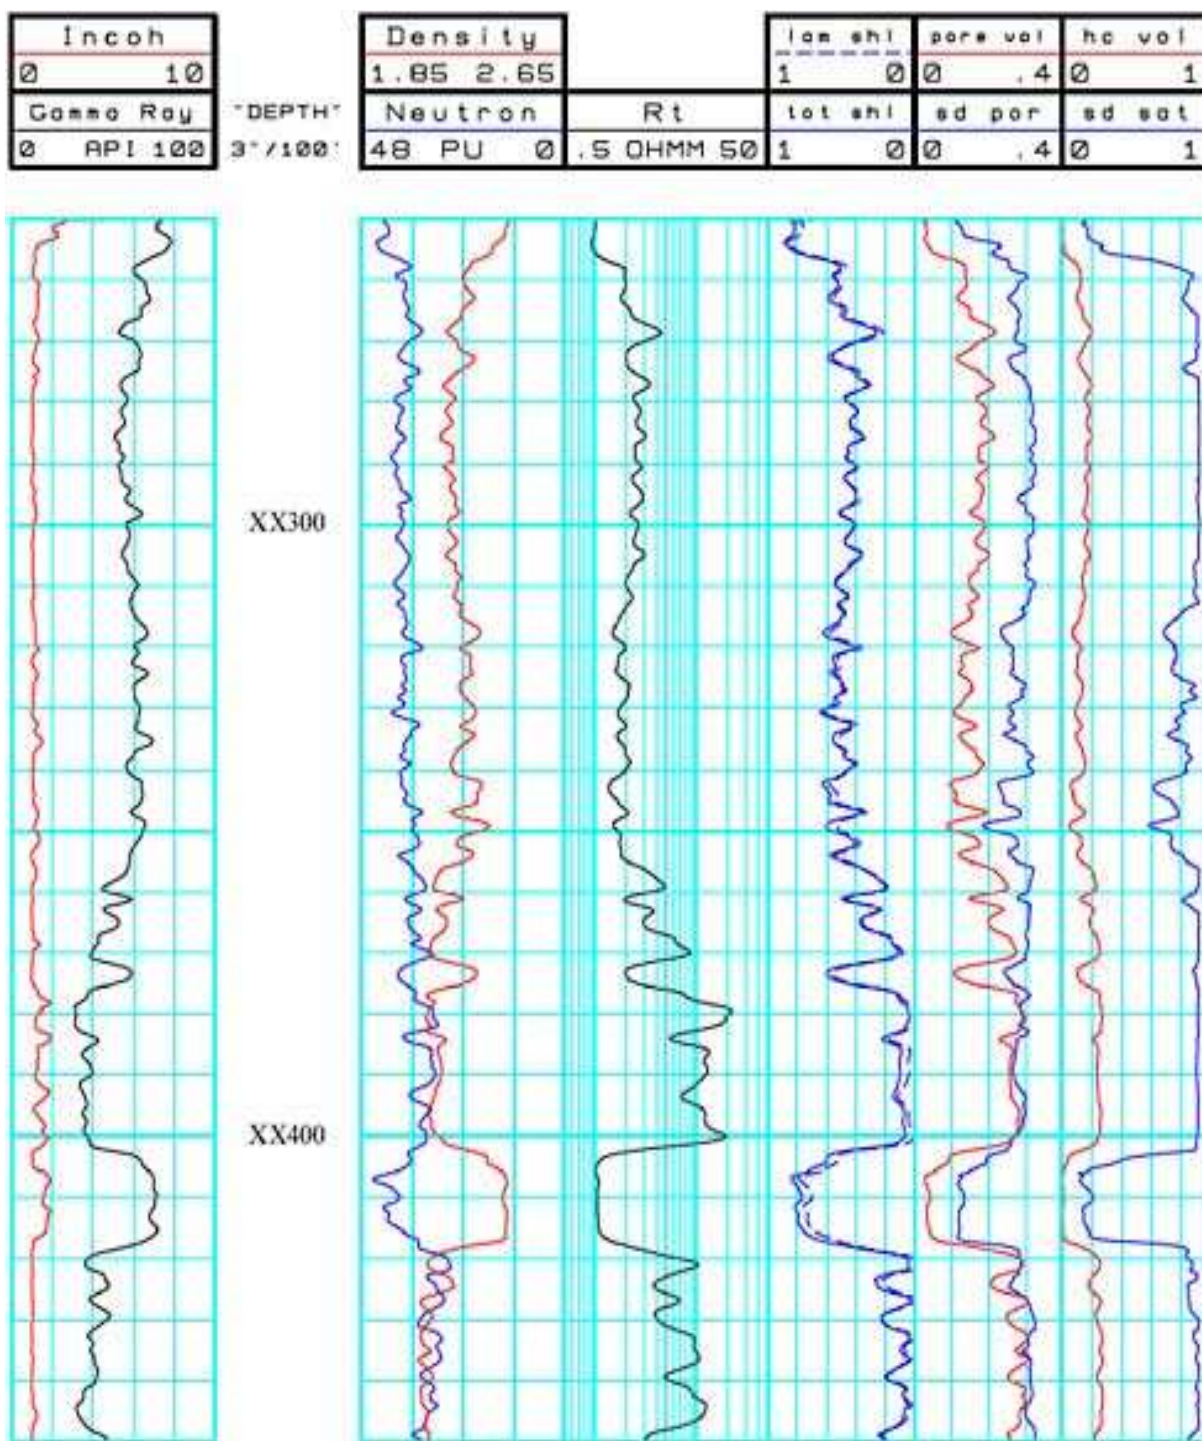 Incoh
0 10
Gamma Ray
0 API 100
"DEPTH"
3"/100'
Density
1.85 2.65
Neutron
48 PU 0
Rt
.5 OHMM 50
lam shl
1 0
tot shl
1 0
pore vol
0 .4
sd por
0 .4
hc vol
0 1
sd sat
0 1
XX300
XX400